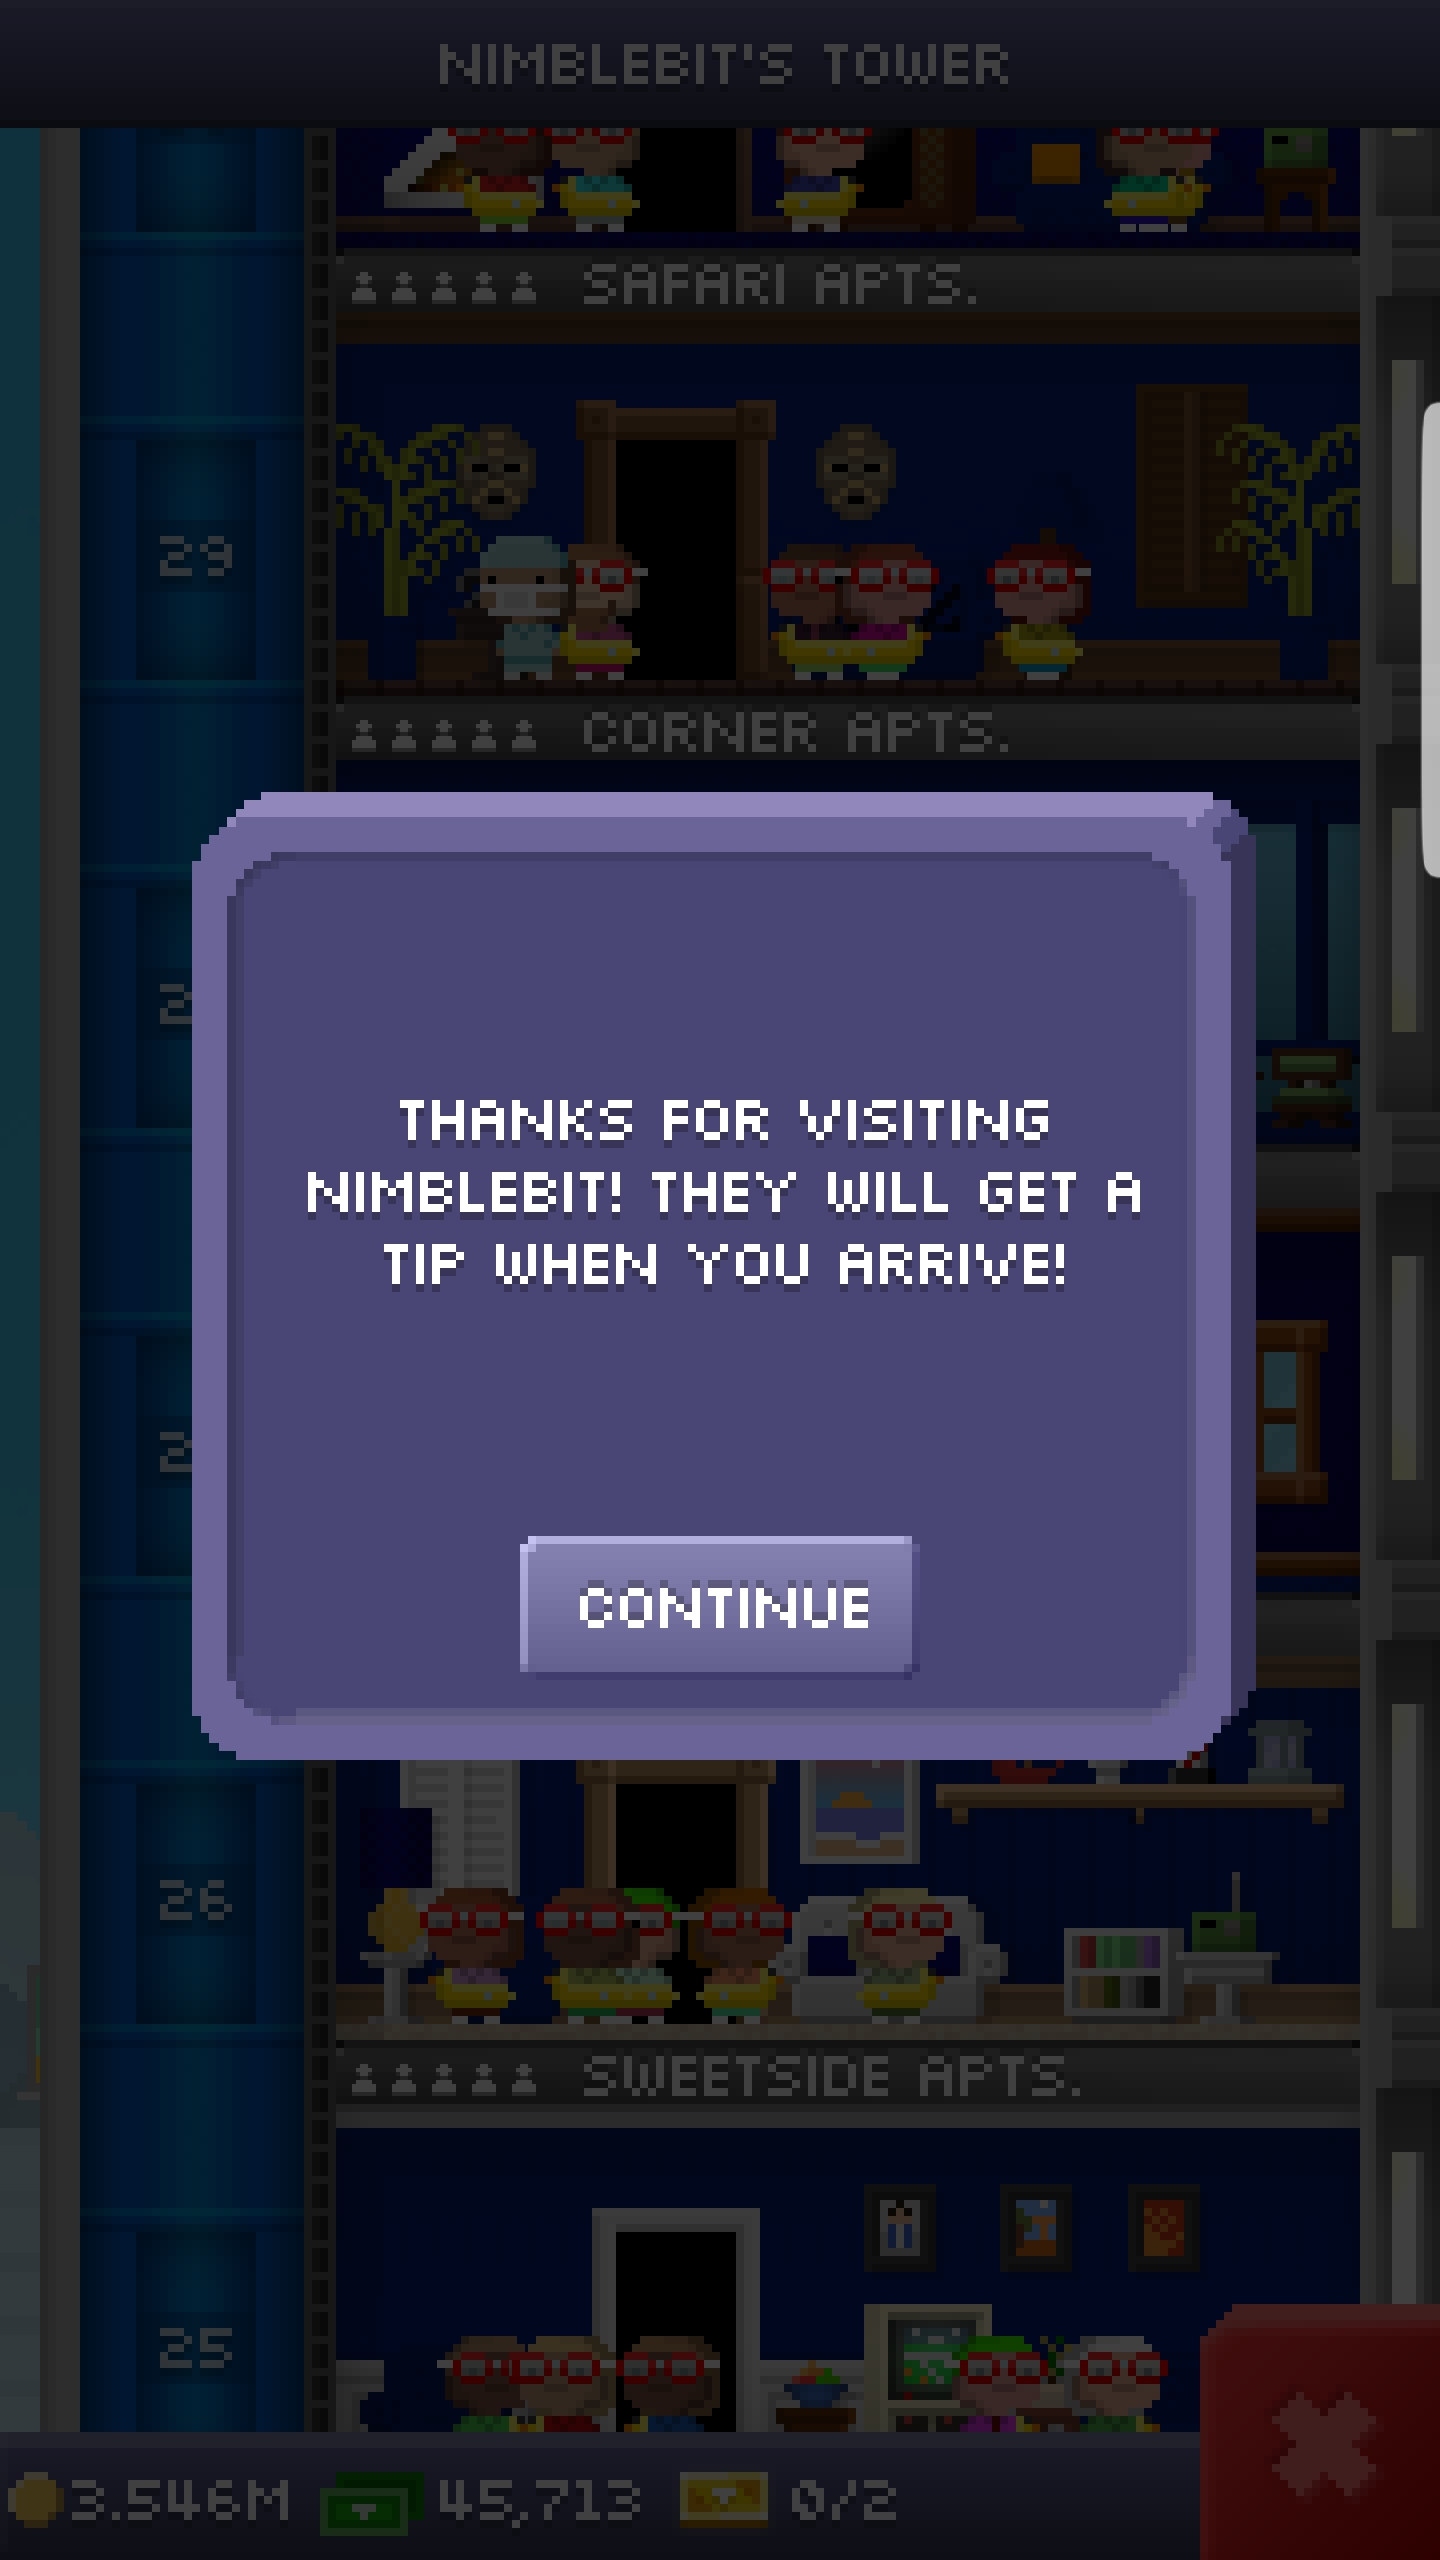 NIMBLEBIT'S TOWER
SAFARI APTS.
29
CORNER APTS.
THANKS FOR VISITING
NIMBLEBIT! THEY WILL GET A
TIP WHEN YOU ARRIVE!
CONTINUE
26
SWEETSIDE APTS.
25
3.546M 45,713 0/2